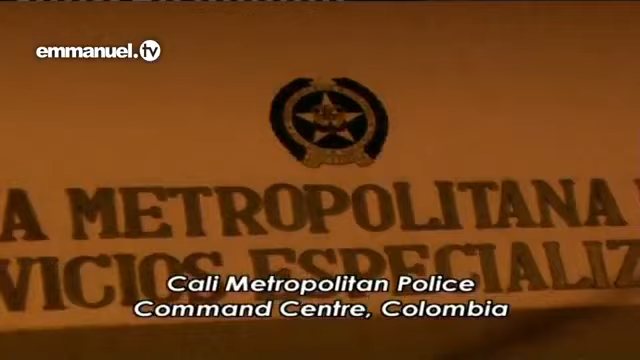 emmanuel.tv
A METROPOLITANA
VICIOS ESPECIALIZ
Cali Metropolitan Police
Command Centre, Colombia